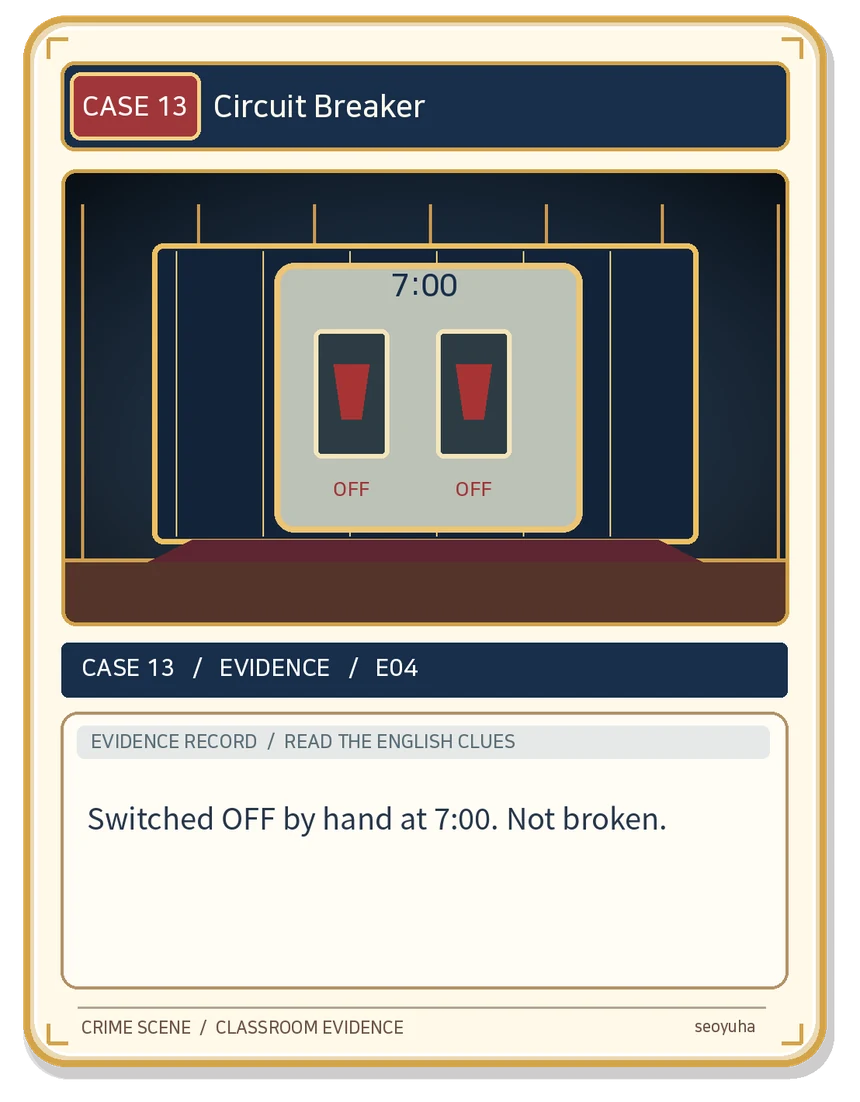 CASE 13 Circuit Breaker
7:00
OFF OFF
CASE 13 / EVIDENCE / E04
EVIDENCE RECORD / READ THE ENGLISH CLUES
Switched OFF by hand at 7:00. Not broken.
CRIME SCENE / CLASSROOM EVIDENCE seoyuha